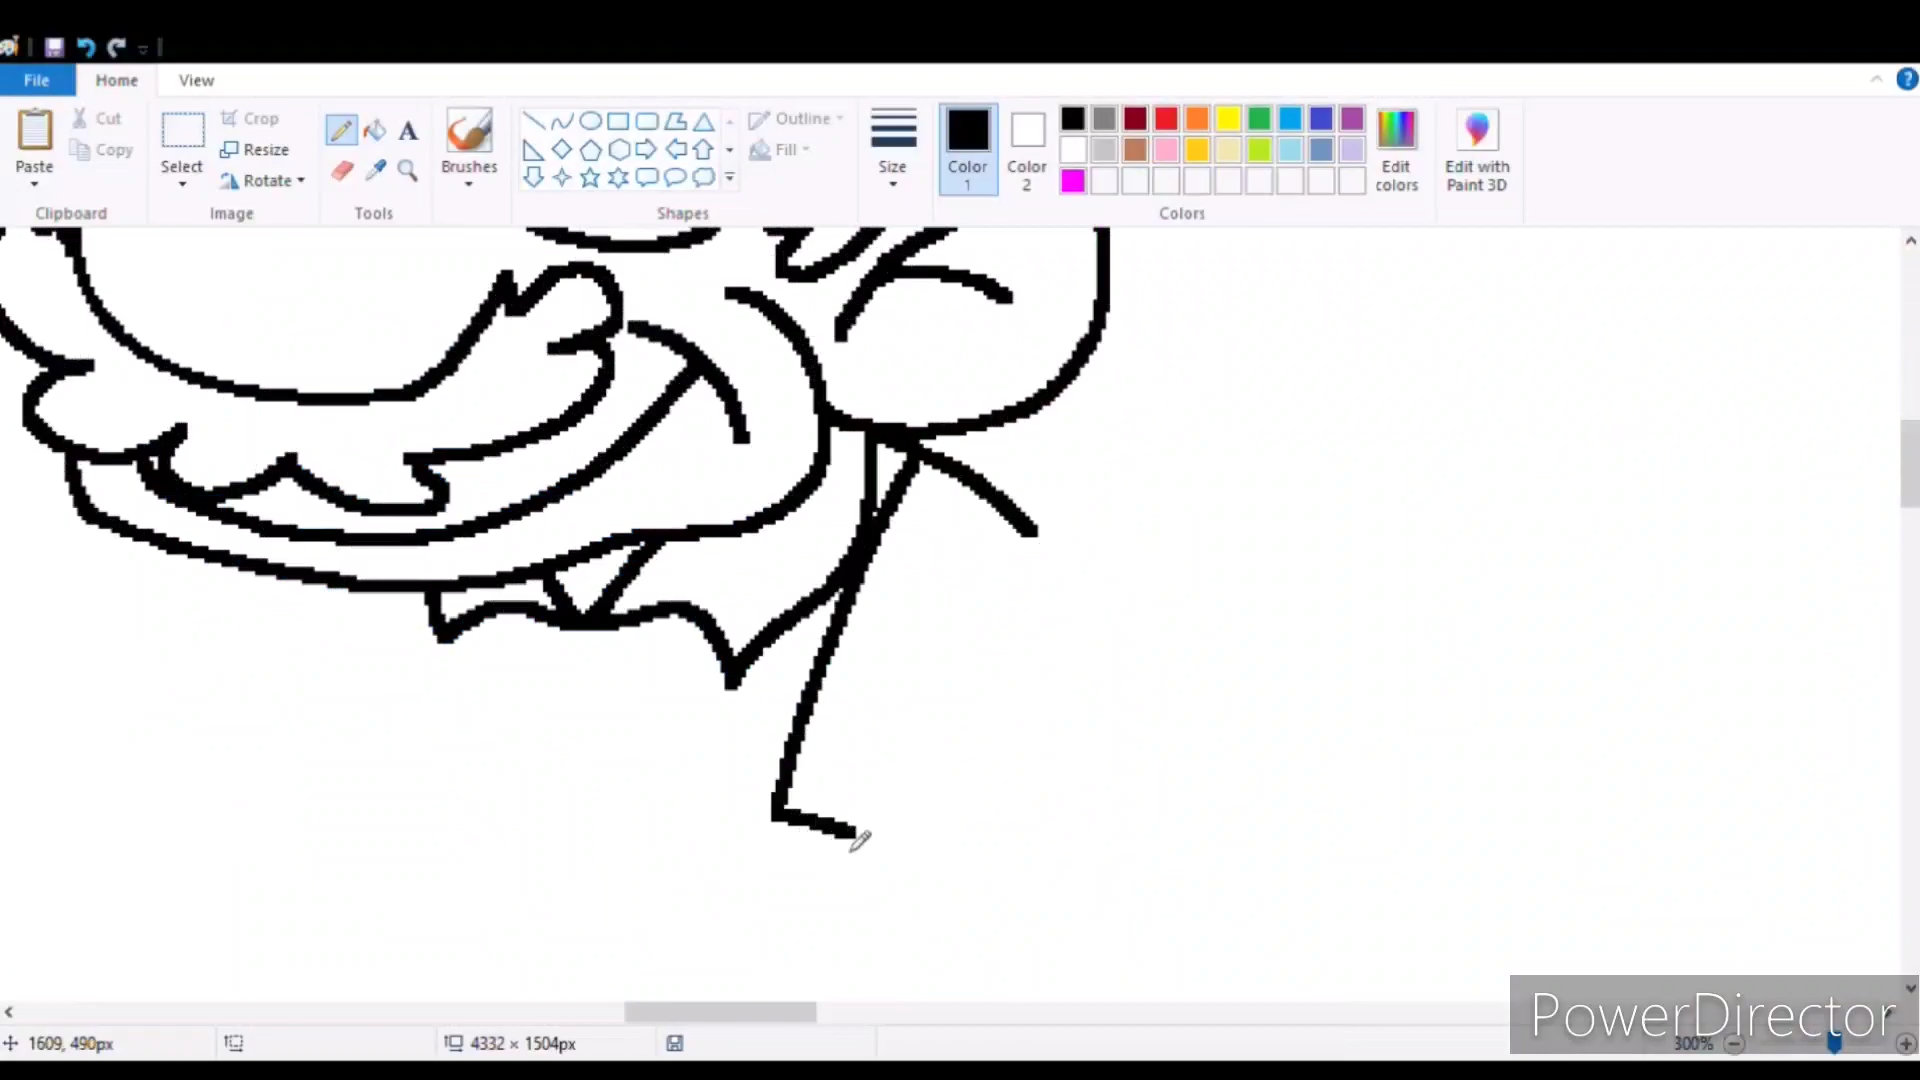 File Home View
Paste Cut Copy Clipboard
Select Crop Resize Rotate Image
A Tools
Brushes
Outline Fill Shapes
Size
Color 1
Color 2
Edit colors
Colors
Edit with Paint 3D
?
1609, 490px
4332 × 1504px
300%
PowerDirector